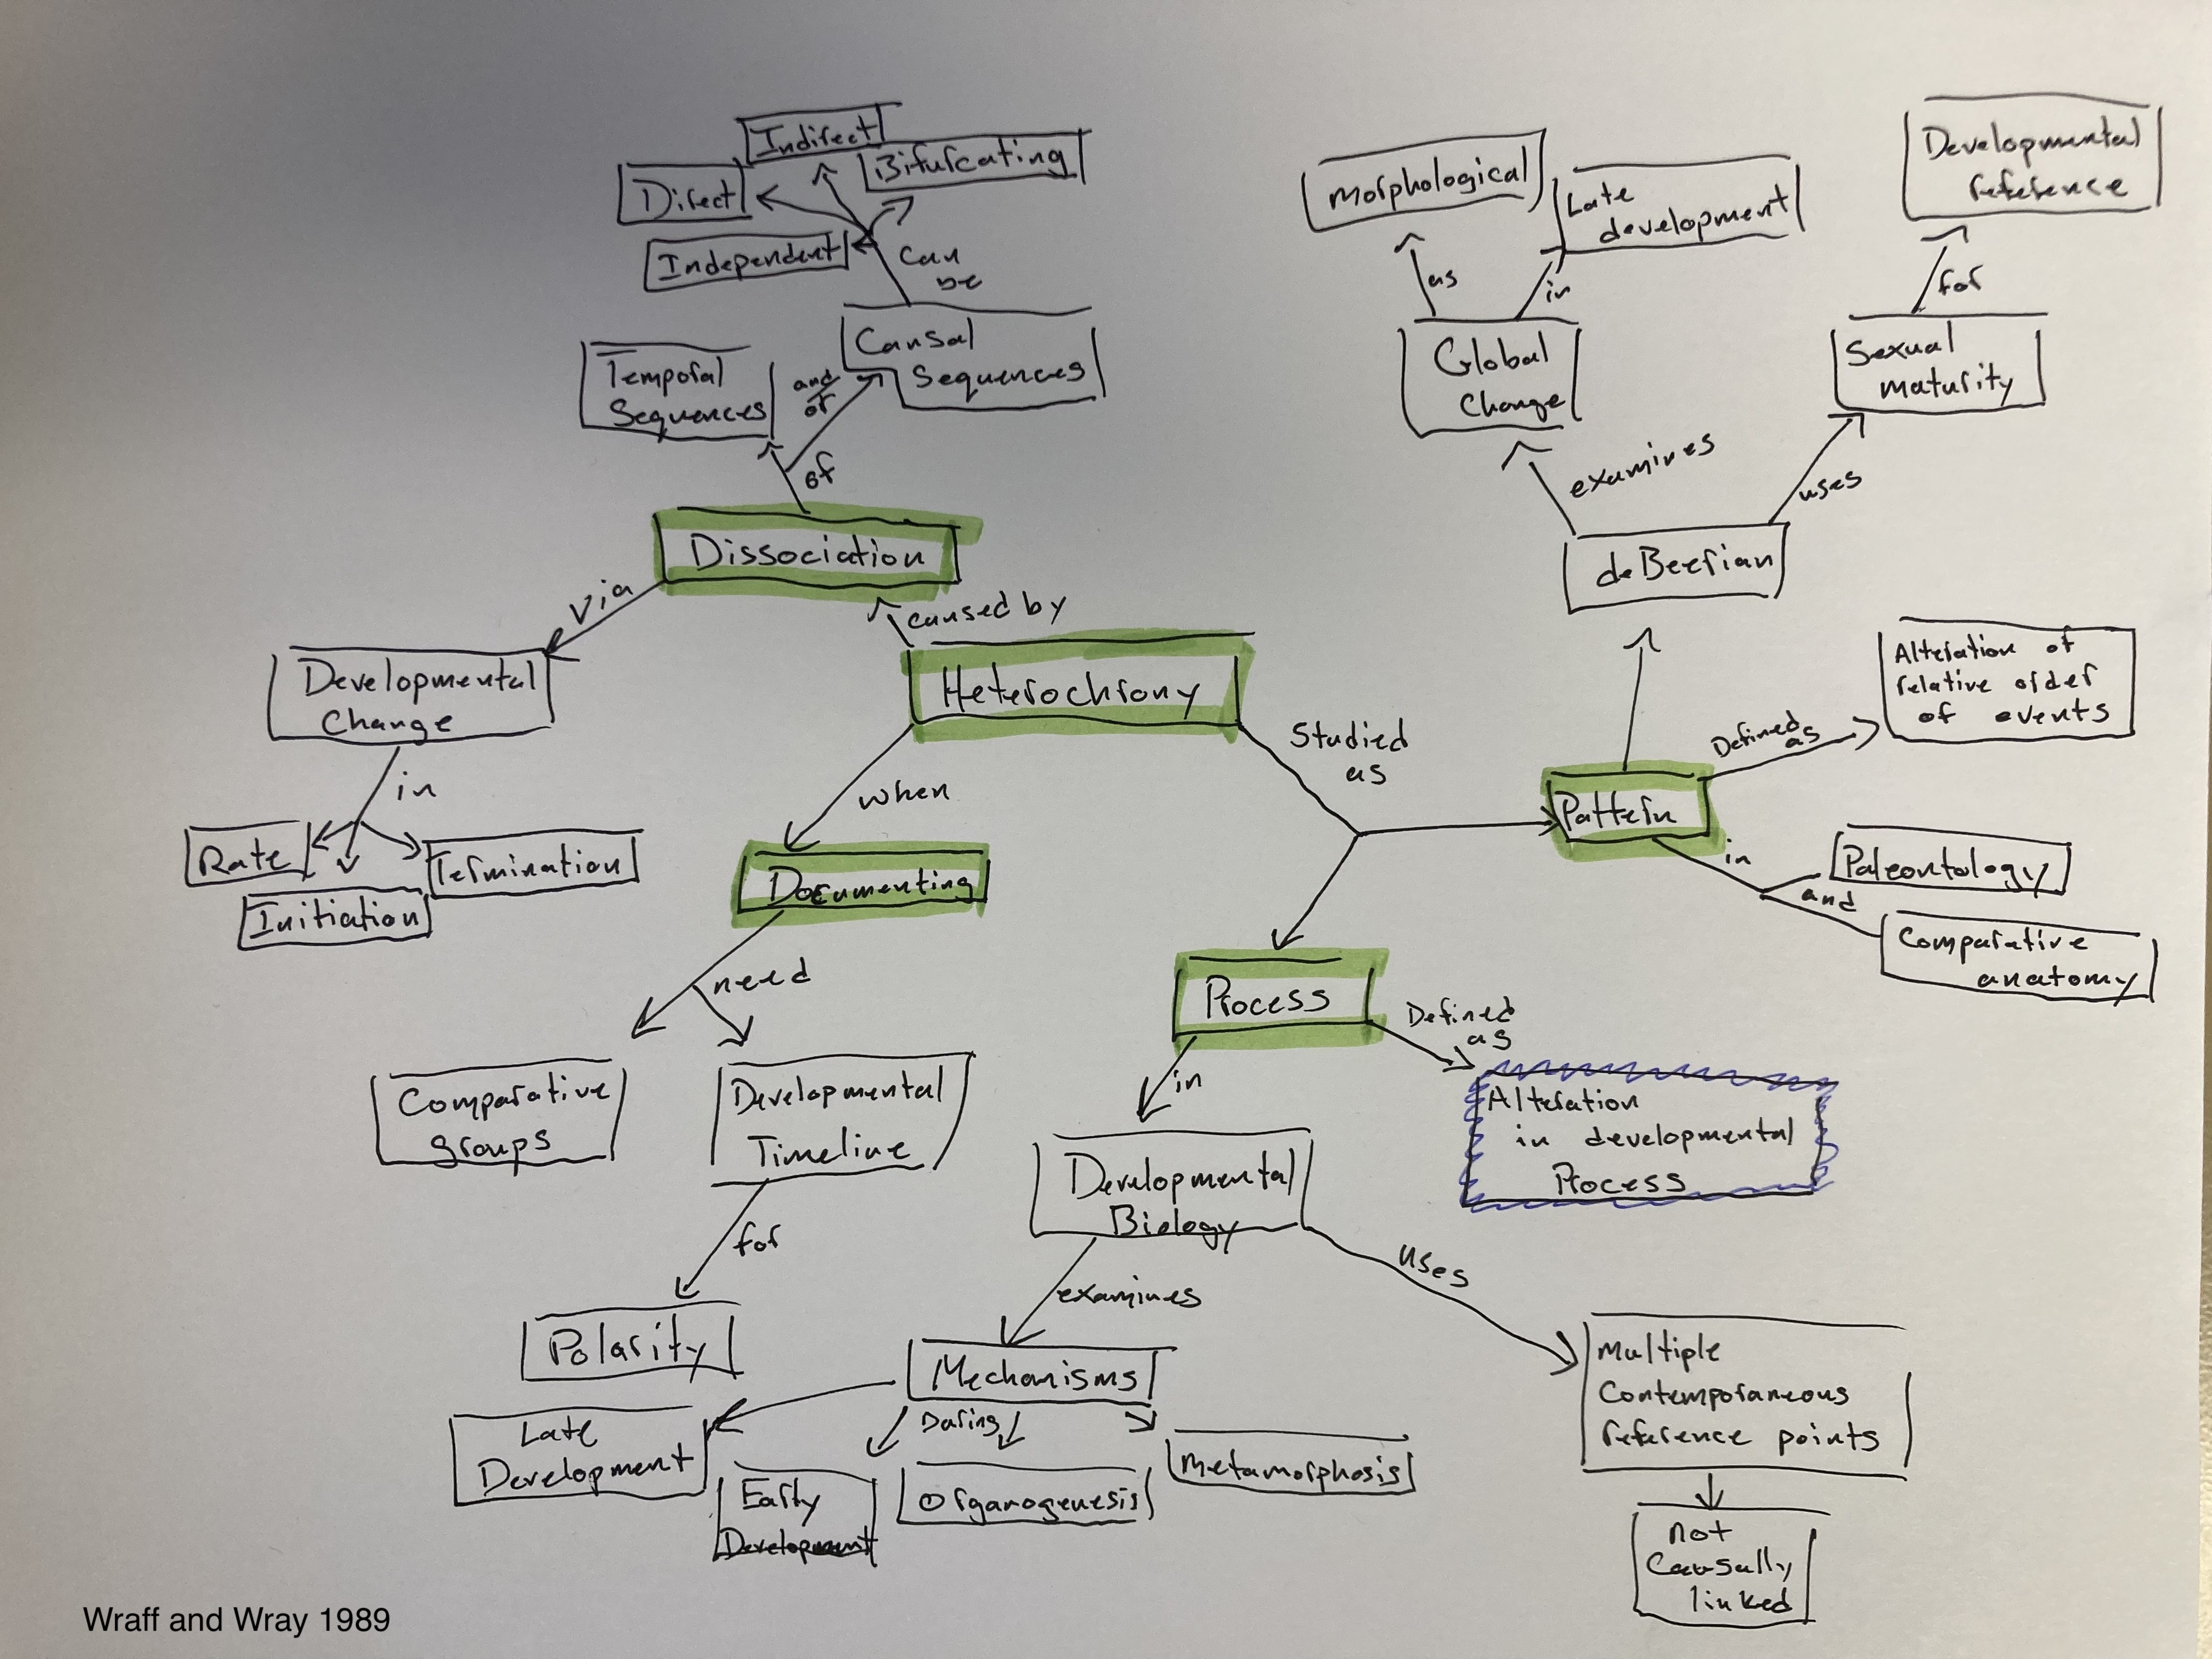 Indirect
Bifurcating
Direct
Independent
can
be
Causal
Sequences
Temporal
Sequences
and
or
of
Dissociation
via
caused by
Developmental
Change
in
Rate
Termination
Initiation
Heterochrony
when
Studied
as
Documenting
need
Comparative
groups
Developmental
Timeline
for
Polarity
morphological
Late
development
Developmental
reference
as
in
for
Global
Change
Sexual
maturity
examines
uses
deBeerian
Alteration of
relative order
of events
Defined
as
Pattern
in
Paleontology
and
Comparative
anatomy
Process
Defined
as
Alteration
in developmental
Process
in
Developmental
Biology
examines
uses
Mechanisms
During
Late
Development
Early
Development
Organogenesis
Metamorphosis
Multiple
Contemporaneous
reference points
not
Causally
linked
Wraff and Wray 1989